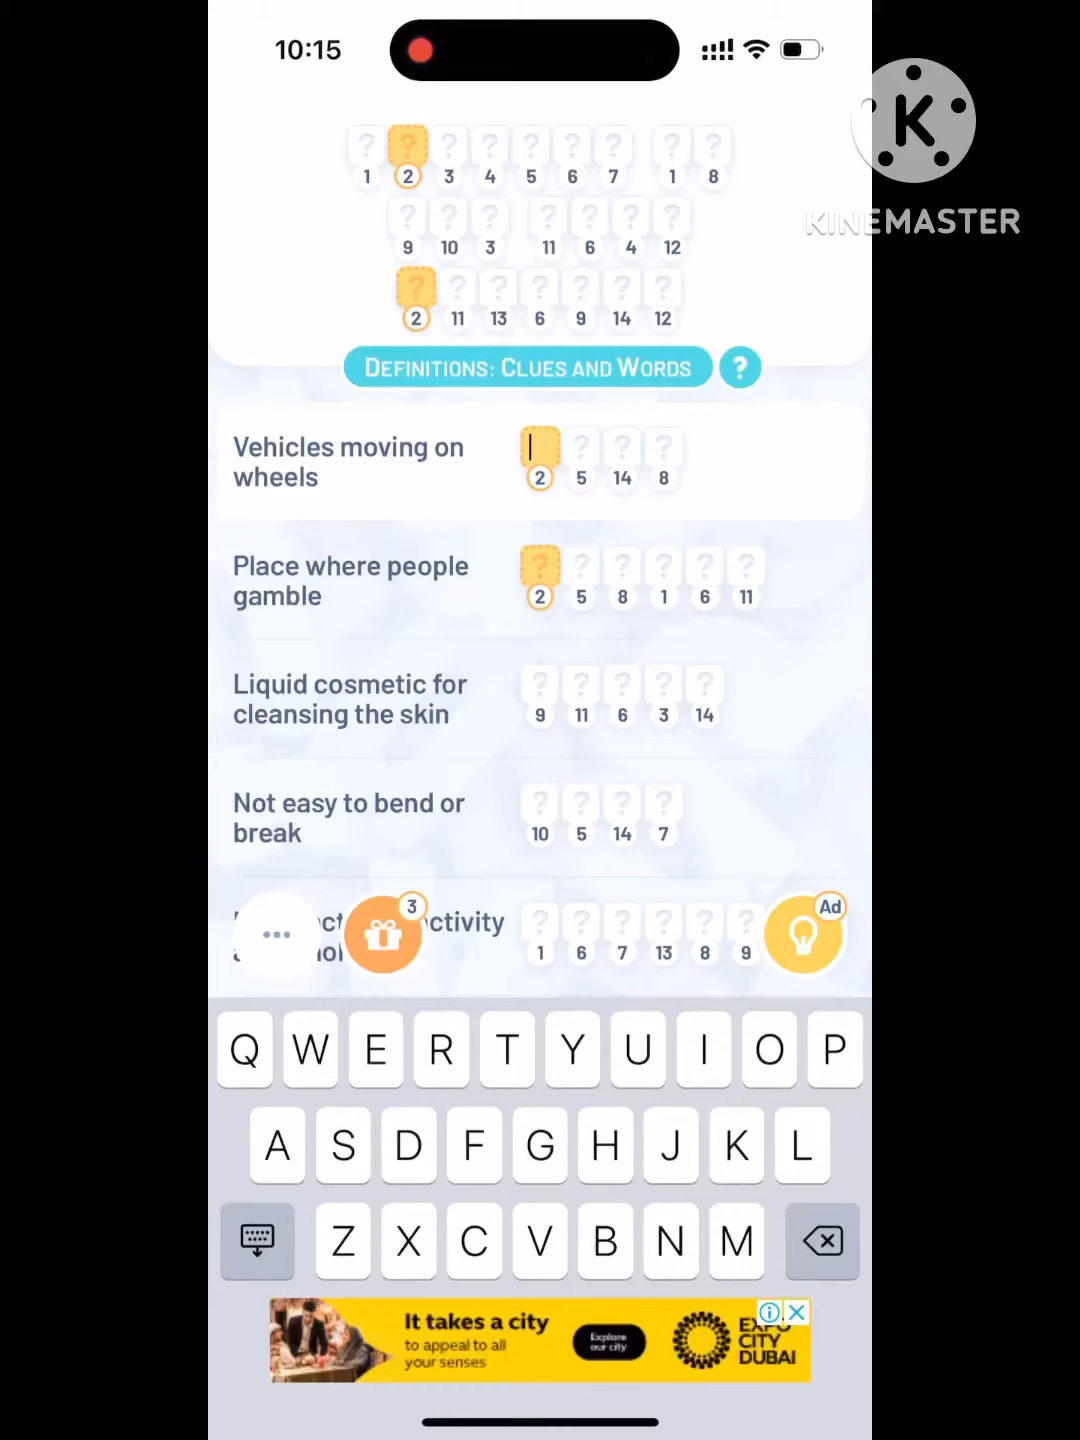 10:15
KINEMASTER
? ? ? ? ? ? ? ? ?
1 2 3 4 5 6 7 1 8
? ? ? ? ? ? ?
9 10 3 11 6 4 12
? ? ? ? ? ? ?
2 11 13 6 9 14 12
DEFINITIONS: CLUES AND WORDS ?
Vehicles moving on
wheels
? ? ?
2 5 14 8
Place where people
gamble
? ? ? ? ? ?
2 5 8 1 6 11
Liquid cosmetic for
cleansing the skin
? ? ? ? ?
9 11 6 3 14
Not easy to bend or
break
? ? ? ?
10 5 14 7
3
Ad
? ? ? ? ? ?
1 6 7 13 8 9
Q W E R T Y U I O P
A S D F G H J K L
Z X C V B N M
It takes a city
to appeal to all
your senses
Explore
our city
EXPO
CITY
DUBAI